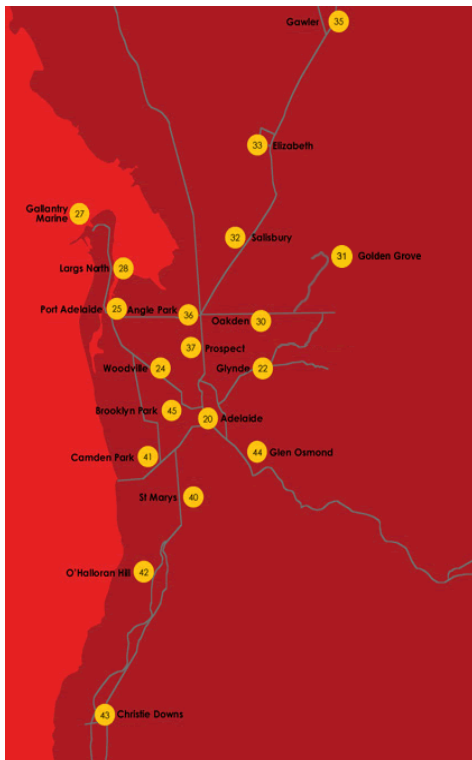 Gawler 35
33 Elizabeth
Gallantry
Marine 27
32 Salisbury
31 Golden Grove
Largs North 28
Port Adelaide 25
Angle Park 36
Oakden 30
37 Prospect
Woodville 24
Glynde 22
Brooklyn Park 45
20 Adelaide
Camden Park 41
44 Glen Osmond
St Marys 40
O'Halloran Hill 42
43 Christie Downs